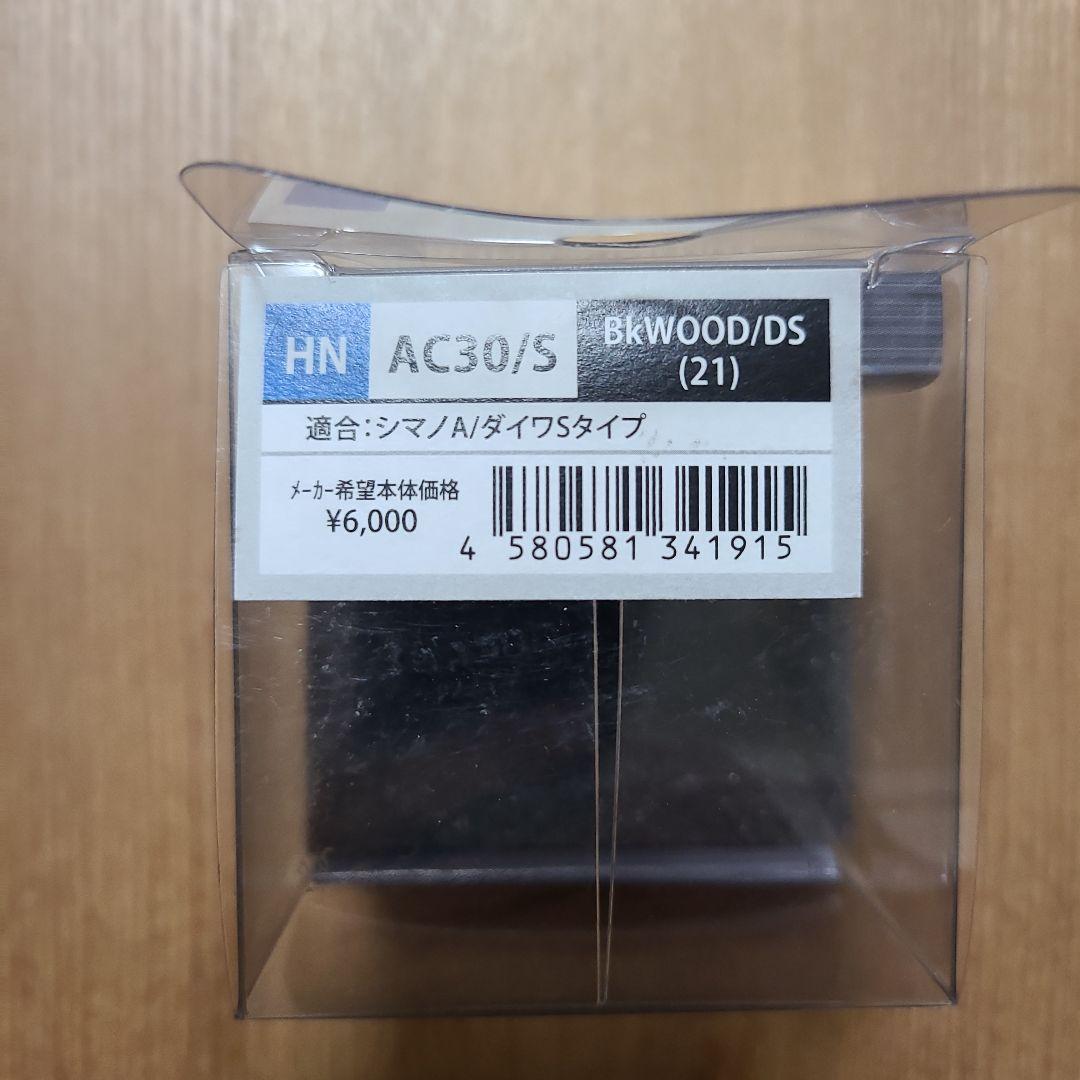 HN AC30/S BkWOOD/DS
(21)
適合:シマノA/ダイワSタイプ
メーカー希望本体価格
¥6,000
4 580581 341915